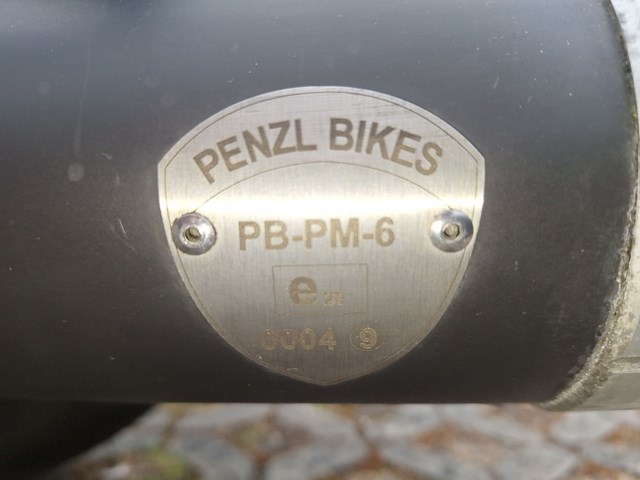 PENZL BIKES
PB-PM-6
e
0004 9